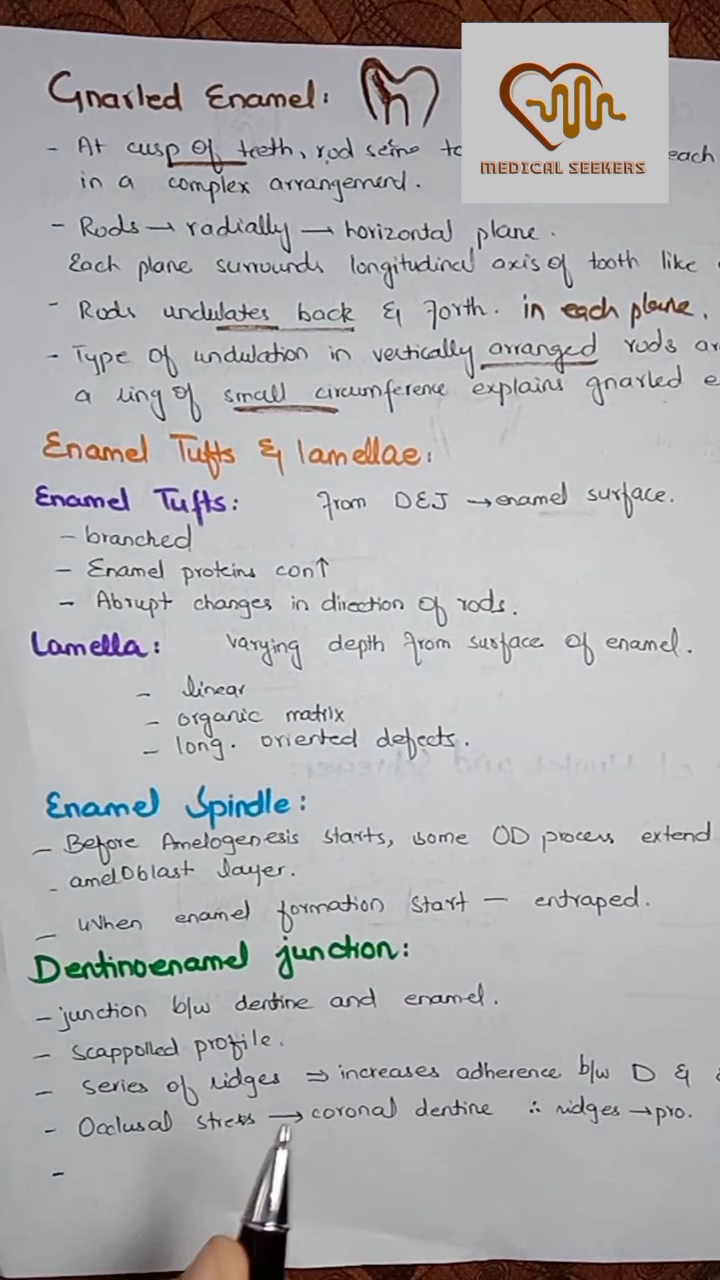 Gnarled Enamel:
MEDICAL SEEKERS
- At cusp of teeth, rod seins to each
in a complex arrangement.
- Rods → radially → horizontal plane.
Each plane surrounds longitudinal axis of tooth like
- Rods undulates back & forth. in each plane.
- Type of undulation in vertically arranged rods
a ring of small circumference explains gnarled
Enamel Tufts & lamellae:
Enamel Tufts: from DEJ → enamel surface.
- branched
- Enamel proteins con↑
- Abrupt changes in direction of rods.
Lamella: varying depth from surface of enamel.
- linear
- organic matrix
- long. oriented defects.
Enamel Spindle:
- Before Amelogenesis starts, some OD process extend
- ameloblast layer.
- When enamel formation start — entraped.
Dentinoenamel junction:
- junction b/w dentine and enamel.
- scappolled profile.
- series of ridges ⇒ increases adherence b/w D &
- Occlusal stress → coronal dentine ∴ ridges → pro.
-